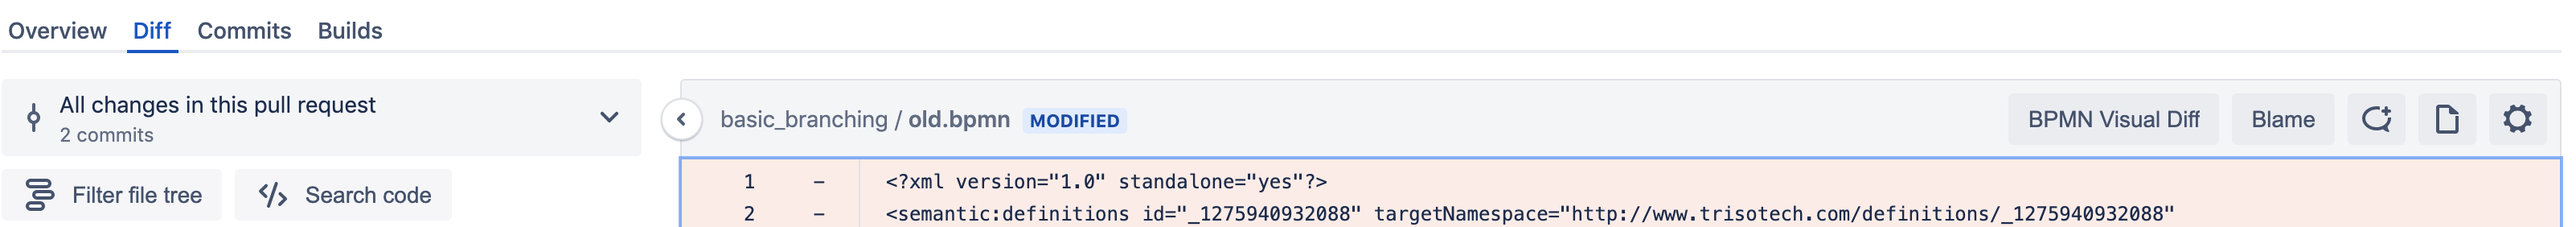 Overview Diff Commits Builds
All changes in this pull request
2 commits
Filter file tree Search code
basic_branching / old.bpmn MODIFIED BPMN Visual Diff Blame
1 – <?xml version="1.0" standalone="yes"?>
2 – <semantic:definitions id="_1275940932088" targetNamespace="http://www.trisotech.com/definitions/_1275940932088"